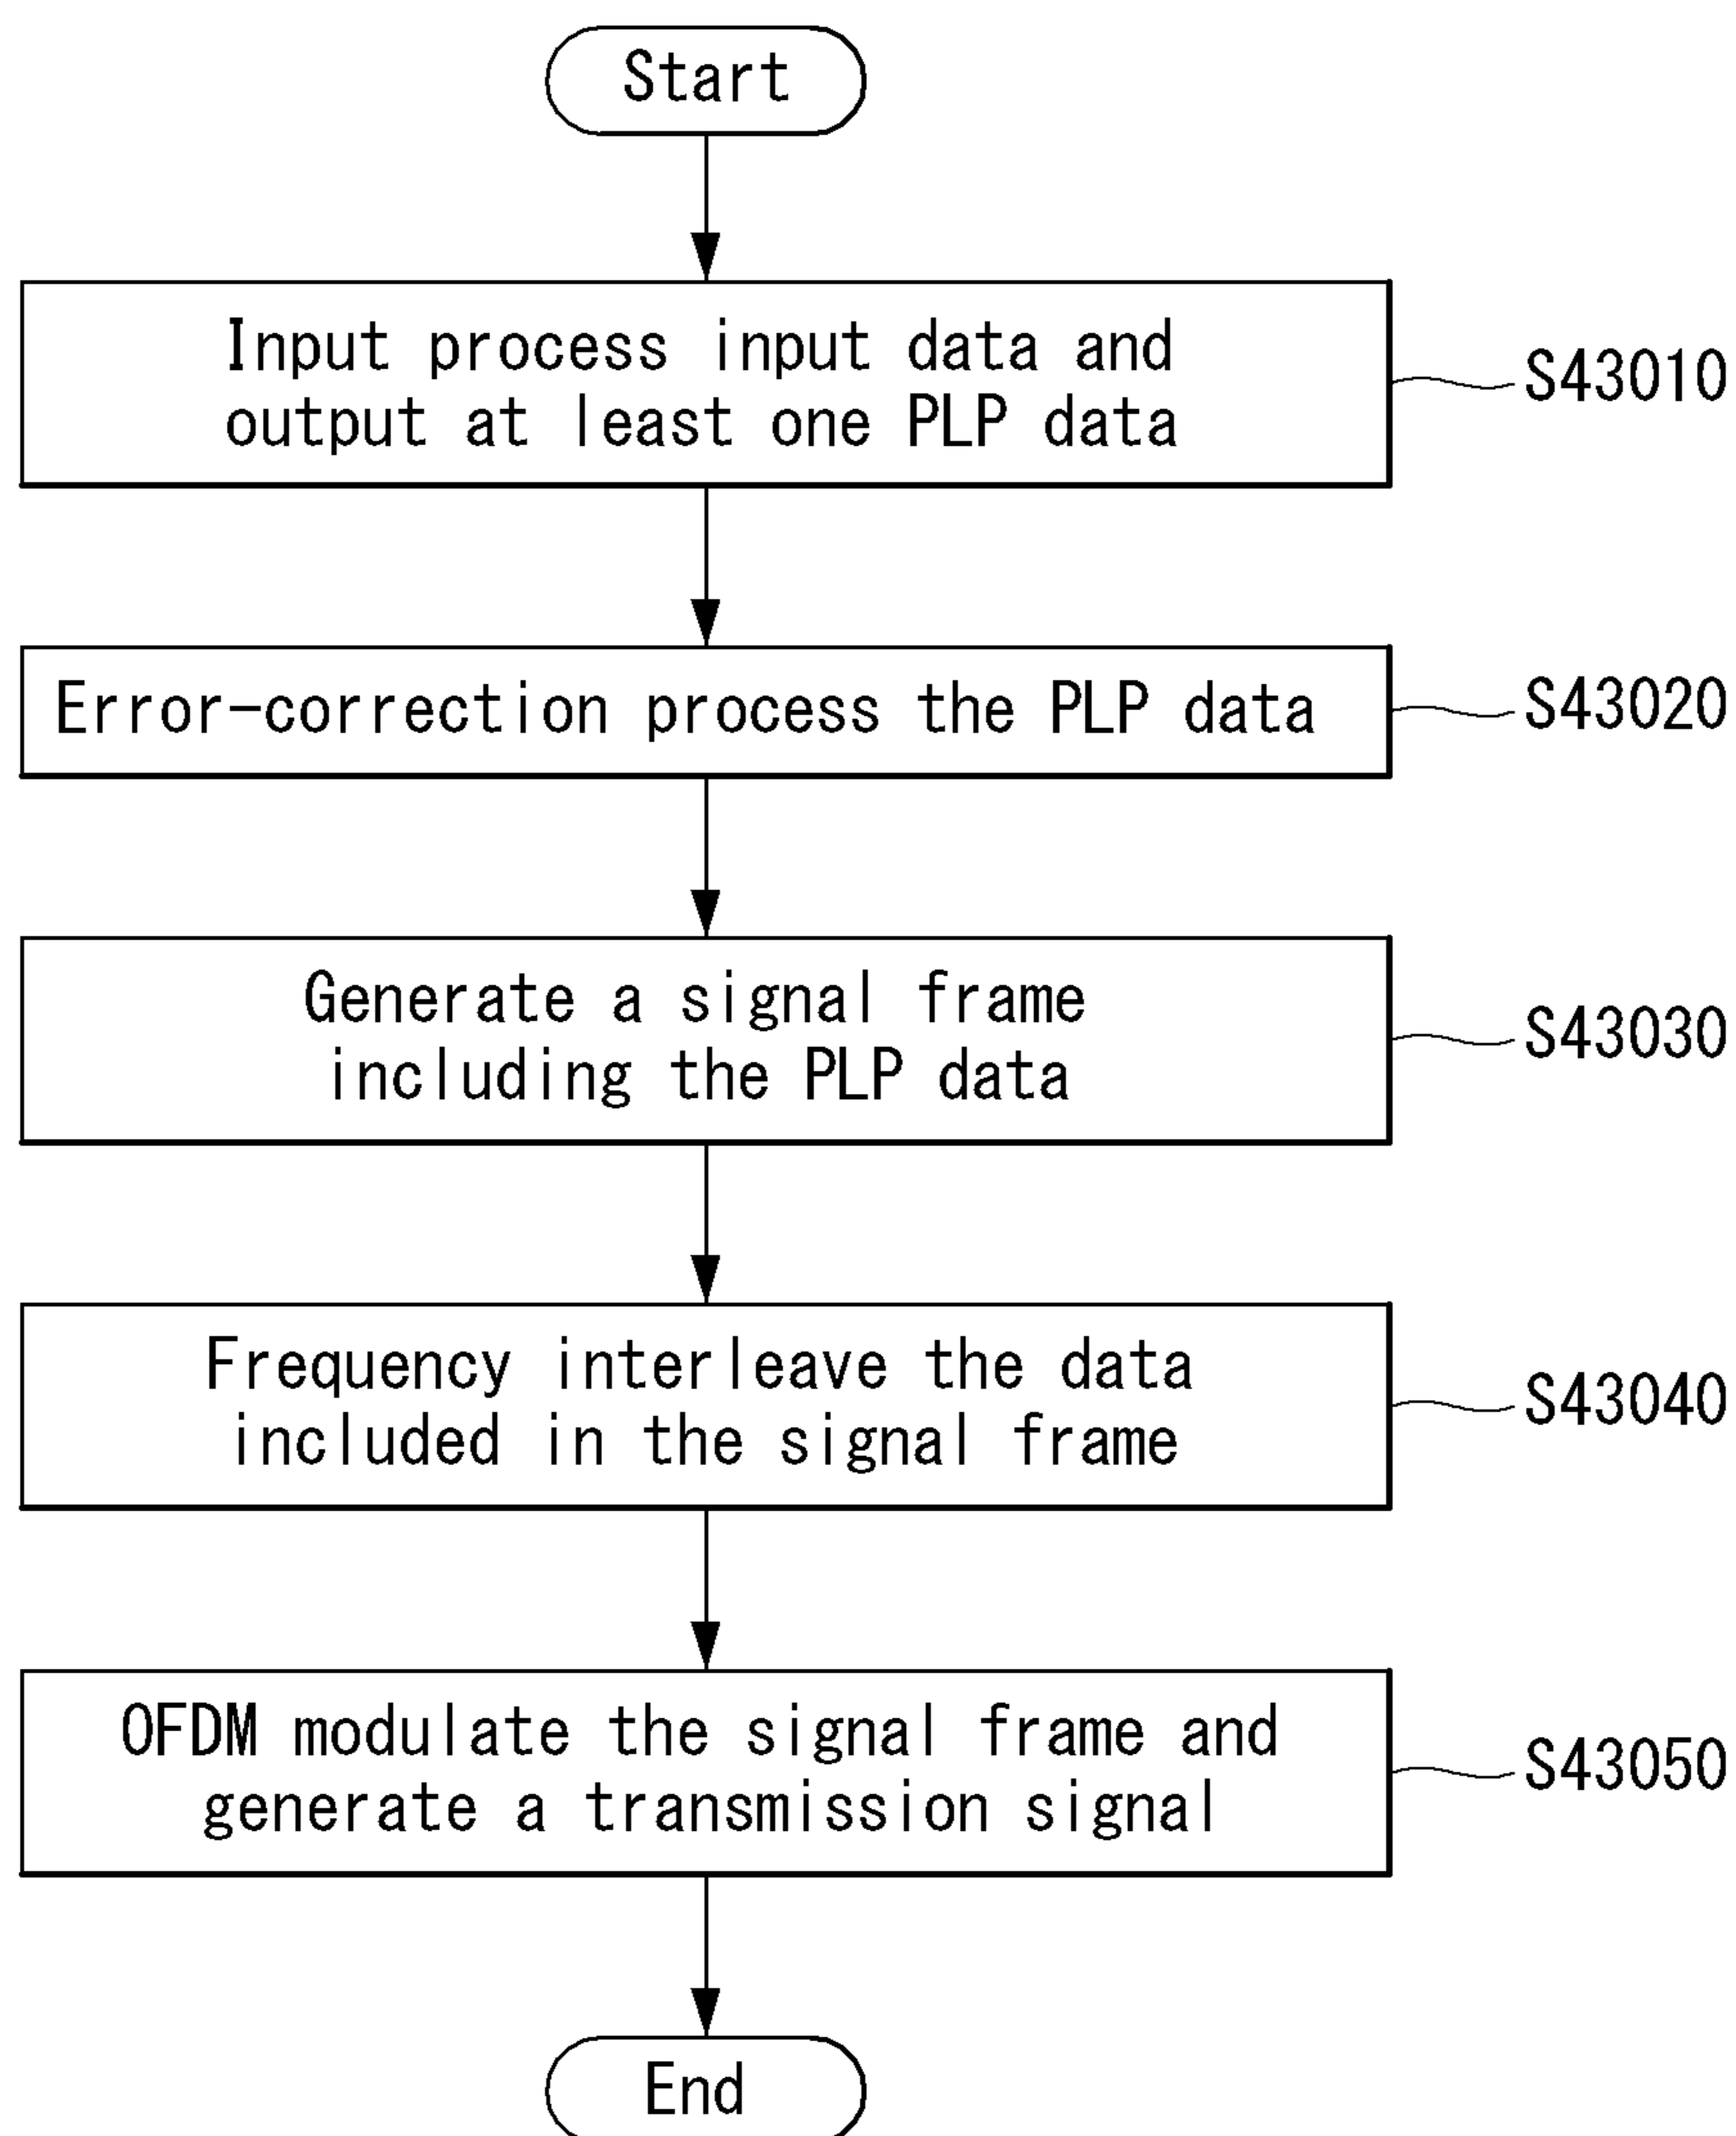 Start
Input process input data and
output at least one PLP data
S43010
Error-correction process the PLP data
S43020
Generate a signal frame
including the PLP data
S43030
Frequency interleave the data
included in the signal frame
S43040
OFDM modulate the signal frame and
generate a transmission signal
S43050
End